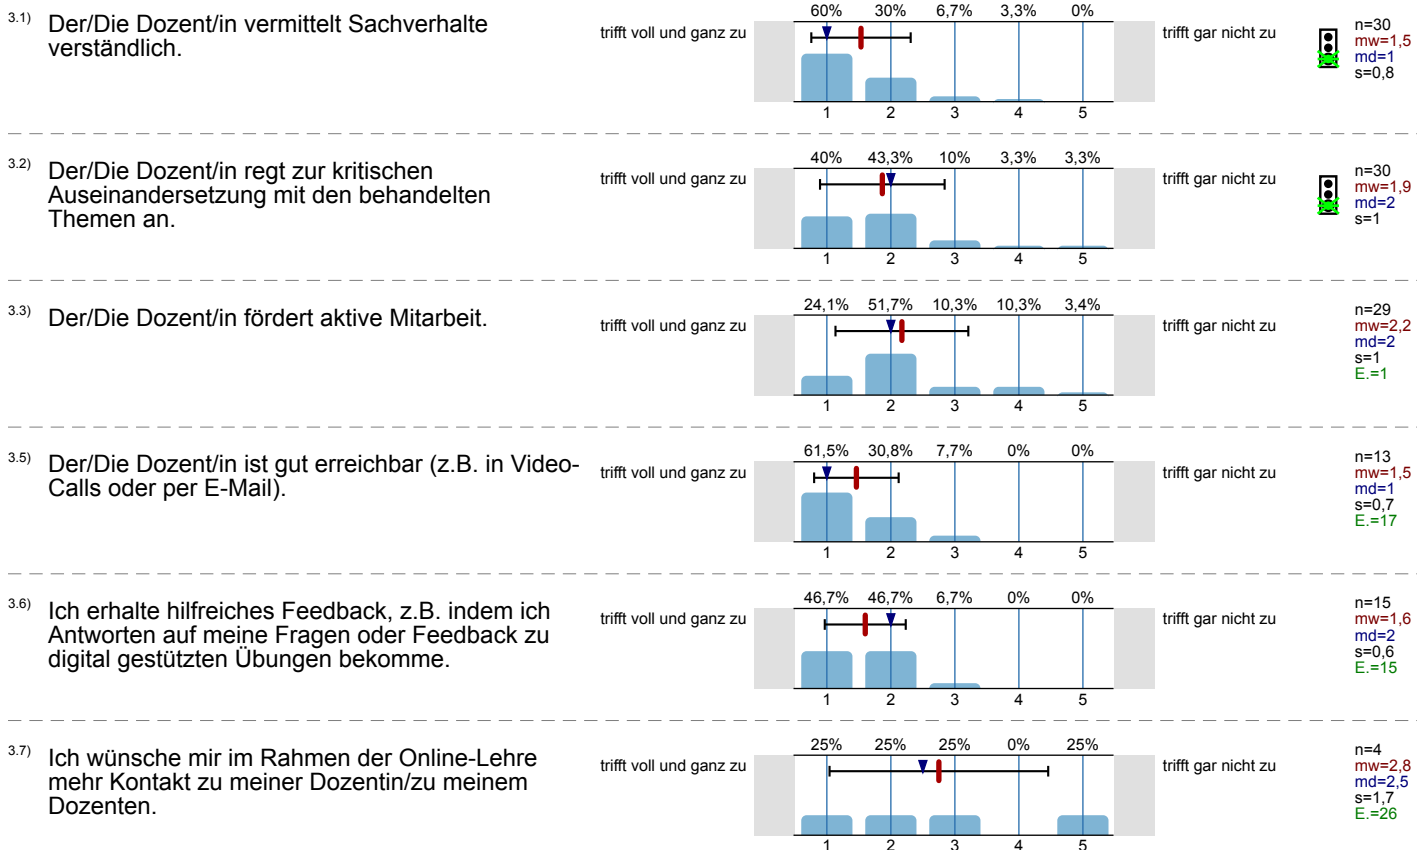 3.1) Der/Die Dozent/in vermittelt Sachverhalte
verständlich.
trifft voll und ganz zu
60% 30% 6,7% 3,3% 0%
1 2 3 4 5
trifft gar nicht zu
n=30
mw=1,5
md=1
s=0,8
3.2) Der/Die Dozent/in regt zur kritischen
Auseinandersetzung mit den behandelten
Themen an.
trifft voll und ganz zu
40% 43,3% 10% 3,3% 3,3%
1 2 3 4 5
trifft gar nicht zu
n=30
mw=1,9
md=2
s=1
3.3) Der/Die Dozent/in fördert aktive Mitarbeit.
trifft voll und ganz zu
24,1% 51,7% 10,3% 10,3% 3,4%
1 2 3 4 5
trifft gar nicht zu
n=29
mw=2,2
md=2
s=1
E.=1
3.5) Der/Die Dozent/in ist gut erreichbar (z.B. in Video-
Calls oder per E-Mail).
trifft voll und ganz zu
61,5% 30,8% 7,7% 0% 0%
1 2 3 4 5
trifft gar nicht zu
n=13
mw=1,5
md=1
s=0,7
E.=17
3.6) Ich erhalte hilfreiches Feedback, z.B. indem ich
Antworten auf meine Fragen oder Feedback zu
digital gestützten Übungen bekomme.
trifft voll und ganz zu
46,7% 46,7% 6,7% 0% 0%
1 2 3 4 5
trifft gar nicht zu
n=15
mw=1,6
md=2
s=0,6
E.=15
3.7) Ich wünsche mir im Rahmen der Online-Lehre
mehr Kontakt zu meiner Dozentin/zu meinem
Dozenten.
trifft voll und ganz zu
25% 25% 25% 0% 25%
1 2 3 4 5
trifft gar nicht zu
n=4
mw=2,8
md=2,5
s=1,7
E.=26